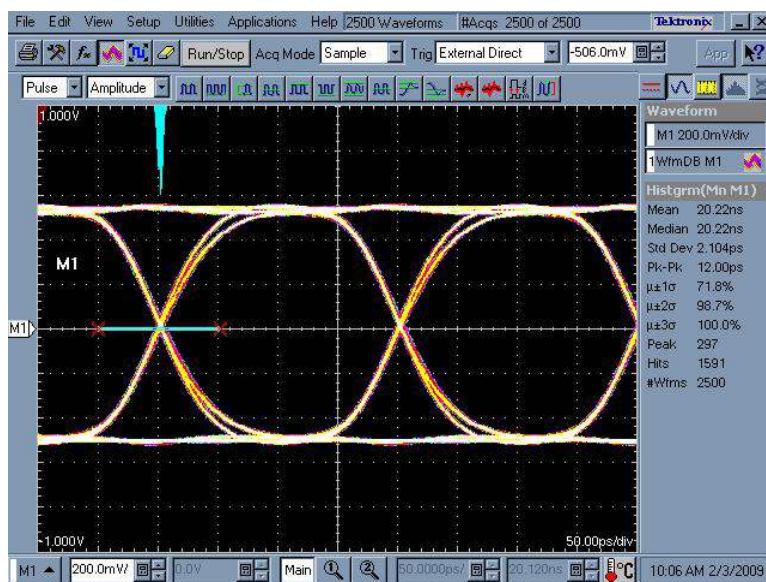 File Edit View Setup Utilities Applications Help 2500 Waveforms #Acqs 2500 of 2500 Tektronix
Run/Stop Acq Mode Sample Trig External Direct -506.0mV App
Pulse Amplitude
1.000V
M1
M1
-1.000V
50.00ps/div
Waveform
M1 200.0mV/div
1WfmDB M1
Histgrm(Mn M1)
Mean 20.22ns
Median 20.22ns
Std Dev 2.104ps
Pk-Pk 12.00ps
µ±1σ 71.8%
µ±2σ 98.7%
µ±3σ 100.0%
Peak 297
Hits 1591
#Wfms 2500
M1 200.0mV/ 0.0V Main 1 2 50.0000ps/ 20.120ns °C 10:06 AM 2/3/2009